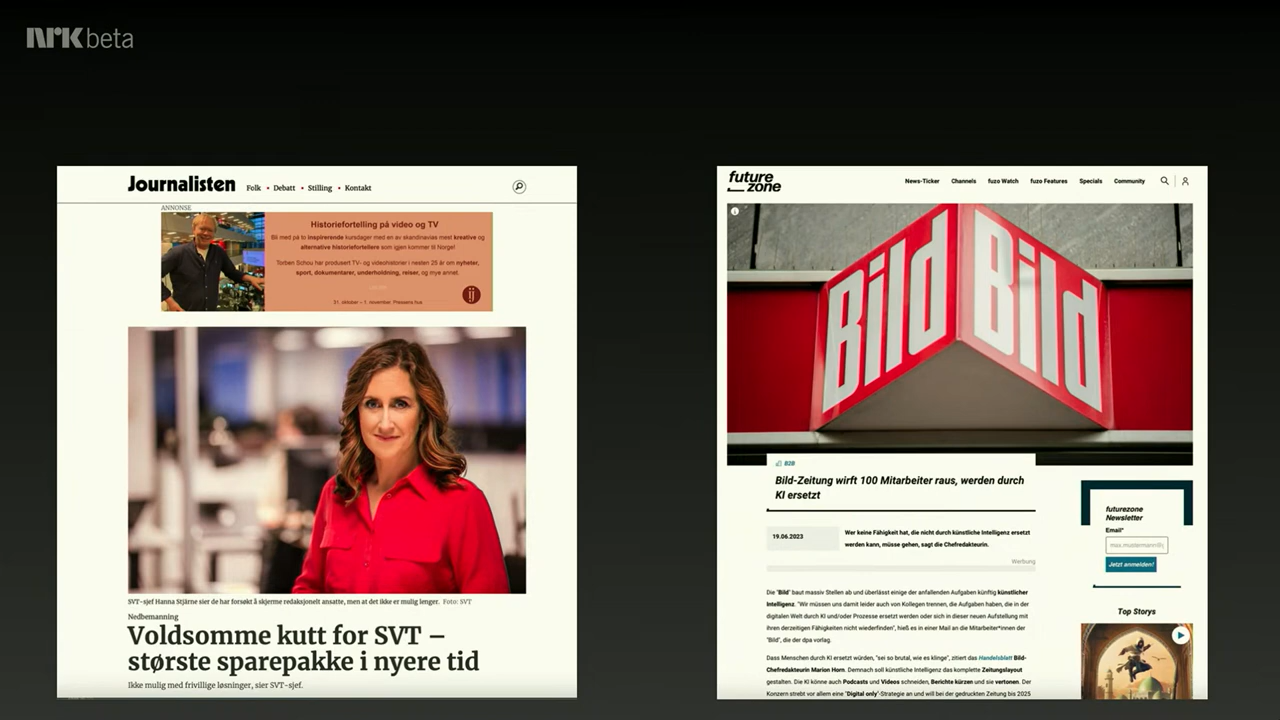 NRK beta
Journalisten
Folk • Debatt • Stilling • Kontakt
ANNONSE
Historiefortelling på video og TV
Bli med på to inspirerende kursdager med en av skandinavias mest kreative og
alternative historiefortellere som igjen kommer til Norge!
Torben Schou har produsert TV- og videohistorier i nesten 25 år om nyheter,
sport, dokumentarer, underholdning, reiser, og mye annet.
31. oktober – 1. november, Pressens hus
ij
SVT-sjef Hanna Stjärne sier de har forsøkt å skjerme redaksjonelt ansatte, men at det ikke er mulig lenger. Foto: SVT
Nedbemanning
Voldsomme kutt for SVT –
største sparepakke i nyere tid
Ikke mulig med frivillige løsninger, sier SVT-sjef.
future
zone
News-Ticker Channels fuzo Watch fuzo Features Specials Community
Bild Bild
B2B
Bild-Zeitung wirft 100 Mitarbeiter raus, werden durch
KI ersetzt
19.06.2023
Wer keine Fähigkeit hat, die nicht durch künstliche Intelligenz ersetzt
werden kann, müsse gehen, sagt die Chefredakteurin.
Werbung
Die "Bild" baut massiv Stellen ab und überlässt einige der anfallenden Aufgaben künftig künstlicher
Intelligenz. "Wir müssen uns damit leider auch von Kollegen trennen, die Aufgaben haben, die in der
digitalen Welt durch KI und/oder Prozesse ersetzt werden oder sich in dieser neuen Aufstellung mit
ihren derzeitigen Fähigkeiten nicht wiederfinden", hieß es in einer Mail an die Mitarbeiter*innen der
"Bild", die der dpa vorlag.
Dass Menschen durch KI ersetzt würden, "sei so brutal, wie es klinge", zitiert das Handelsblatt Bild-
Chefredakteurin Marion Horn. Demnach soll künstliche Intelligenz das komplette Zeitungslayout
gestalten. Die KI könne auch Podcasts und Videos schneiden, Berichte kürzen und sie vertonen. Der
Konzern strebt vor allem eine "Digital only"-Strategie an und will bei der gedruckten Zeitung bis 2025
futurezone
Newsletter
Email*
Jetzt anmelden!
Top Storys